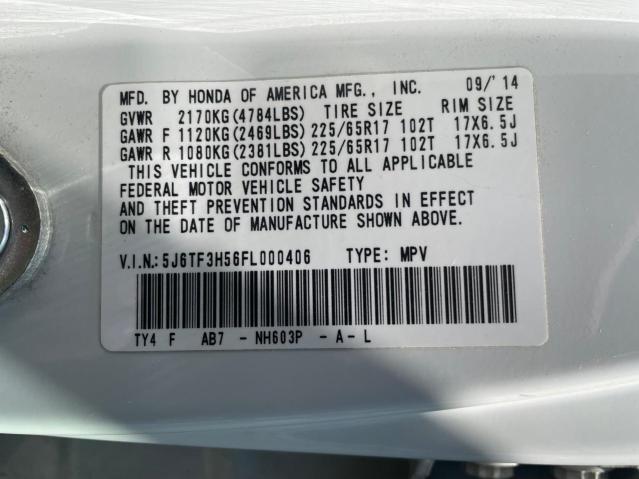 MFD. BY HONDA OF AMERICA MFG., INC. 09/'14
GVWR 2170KG(4784LBS) TIRE SIZE RIM SIZE
GAWR F 1120KG(2469LBS) 225/65R17 102T 17X6.5J
GAWR R 1080KG(2381LBS) 225/65R17 102T 17X6.5J
THIS VEHICLE CONFORMS TO ALL APPLICABLE
FEDERAL MOTOR VEHICLE SAFETY
AND THEFT PREVENTION STANDARDS IN EFFECT
ON THE DATE OF MANUFACTURE SHOWN ABOVE.
V.I.N.: 5J6TF3H56FL000406 TYPE: MPV
TY4 F AB7 - NH603P - A - L